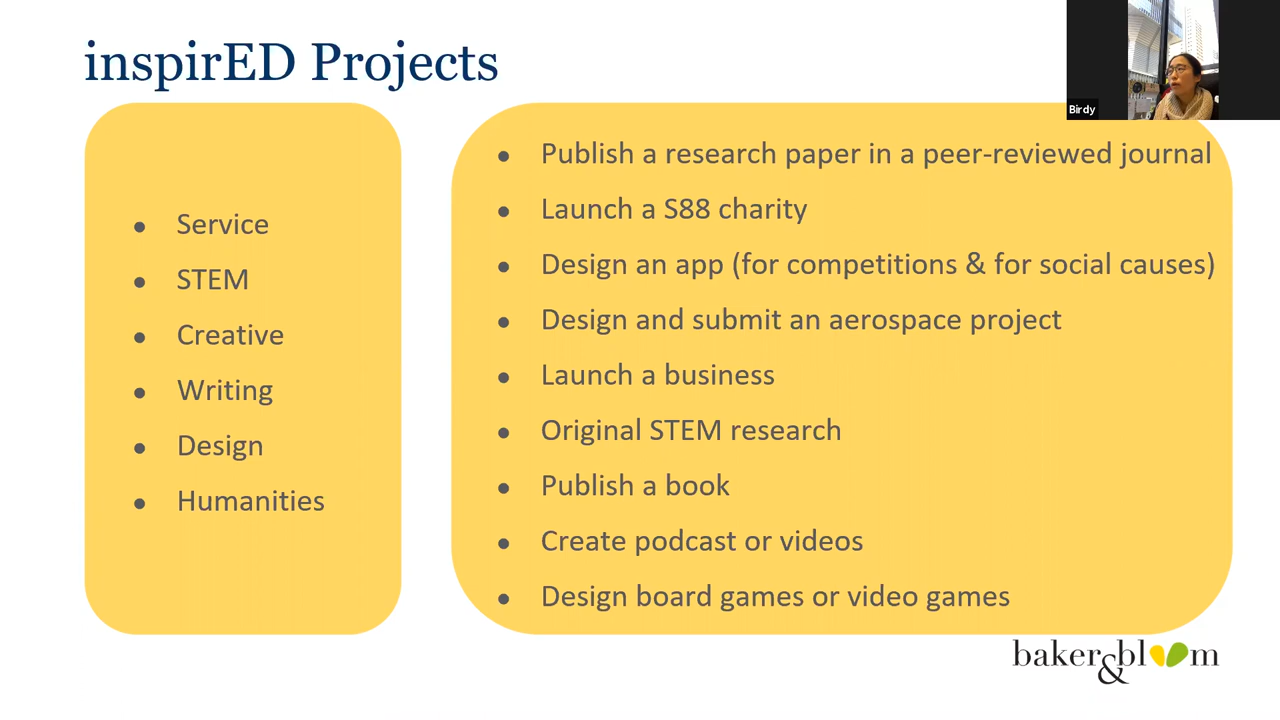 inspirED Projects
Birdy
• Service
• STEM
• Creative
• Writing
• Design
• Humanities
• Publish a research paper in a peer-reviewed journal
• Launch a S88 charity
• Design an app (for competitions & for social causes)
• Design and submit an aerospace project
• Launch a business
• Original STEM research
• Publish a book
• Create podcast or videos
• Design board games or video games
baker&bloom